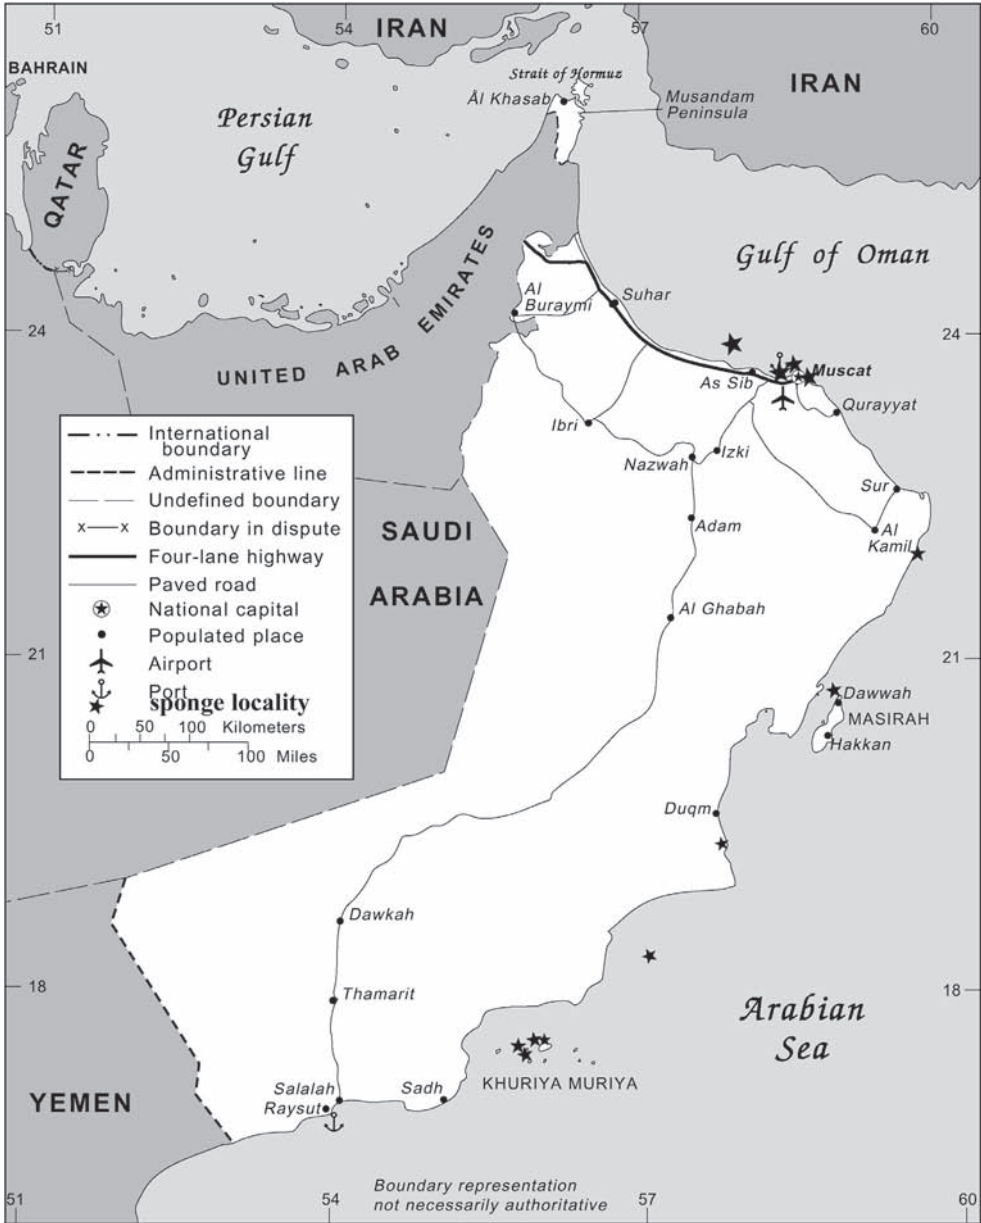 51
54
57
60
IRAN
BAHRAIN
Strait of Hormuz
IRAN
Âl Khasab
Musandam
Peninsula
Persian
Gulf
QATAR
Gulf of Oman
UNITED ARAB EMIRATES
Al
Buraymi
Suhar
24
24
As Sib
Muscat
Qurayyat
Ibri
Izki
Nazwah
Sur
Adam
Al
Kamil
SAUDI
ARABIA
International
boundary
Administrative line
Undefined boundary
x
x
Boundary in dispute
Four-lane highway
Paved road
National capital
Populated place
Airport
Port
sponge locality
0 50 100 Kilometers
0 50 100 Miles
Al Ghabah
21
21
Dawwah
MASIRAH
Hakkan
Duqm
Dawkah
18
Thamarit
18
Arabian
Sea
KHURIYA MURIYA
Salalah
Raysut
Sadh
YEMEN
Boundary representation
not necessarily authoritative
51
54
57
60